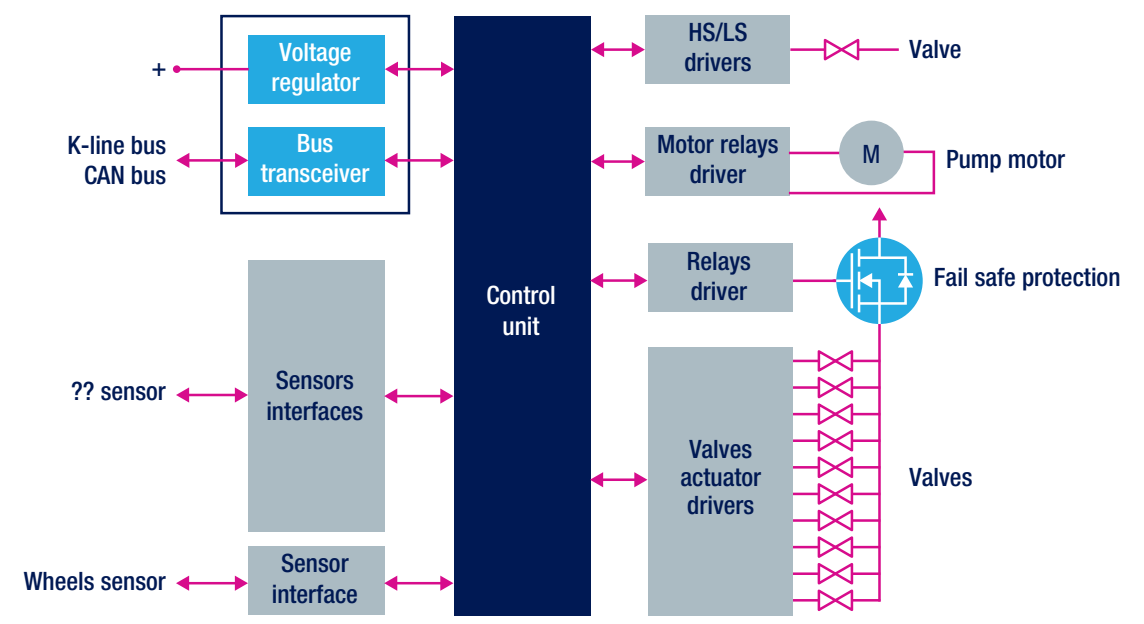 +
Voltage
regulator
K-line bus
CAN bus
Bus
transceiver
?? sensor
Sensors
interfaces
Wheels sensor
Sensor
interface
Control
unit
HS/LS
drivers
Valve
Motor relays
driver
M
Pump motor
Relays
driver
Fail safe protection
Valves
actuator
drivers
Valves